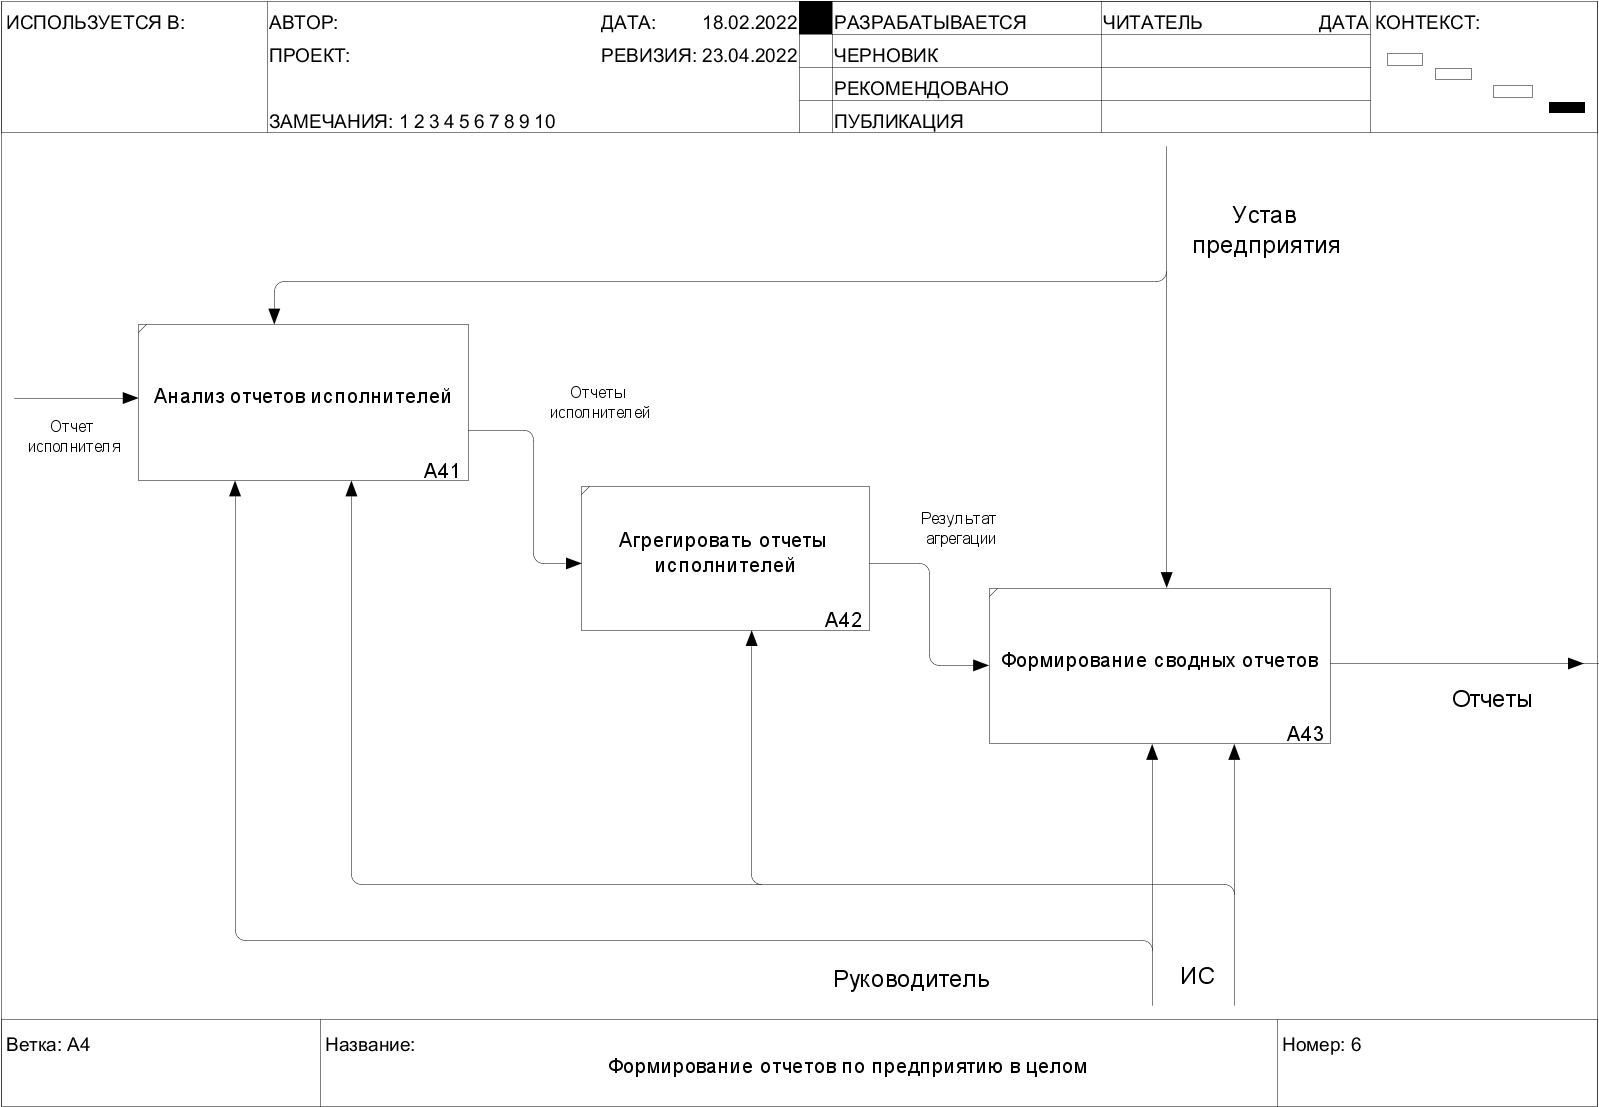 ИСПОЛЬЗУЕТСЯ В:
АВТОР:
ДАТА: 18.02.2022
РАЗРАБАТЫВАЕТСЯ
ЧИТАТЕЛЬ
ДАТА
КОНТЕКСТ:
ПРОЕКТ:
РЕВИЗИЯ: 23.04.2022
ЧЕРНОВИК
РЕКОМЕНДОВАНО
ЗАМЕЧАНИЯ: 1 2 3 4 5 6 7 8 9 10
ПУБЛИКАЦИЯ
Устав
предприятия
Анализ отчетов исполнителей
A41
Отчет
исполнителя
Отчеты
исполнителей
Агрегировать отчеты
исполнителей
A42
Результат
агрегации
Формирование сводных отчетов
A43
Отчеты
Руководитель
ИС
Ветка: A4
Название:
Формирование отчетов по предприятию в целом
Номер: 6